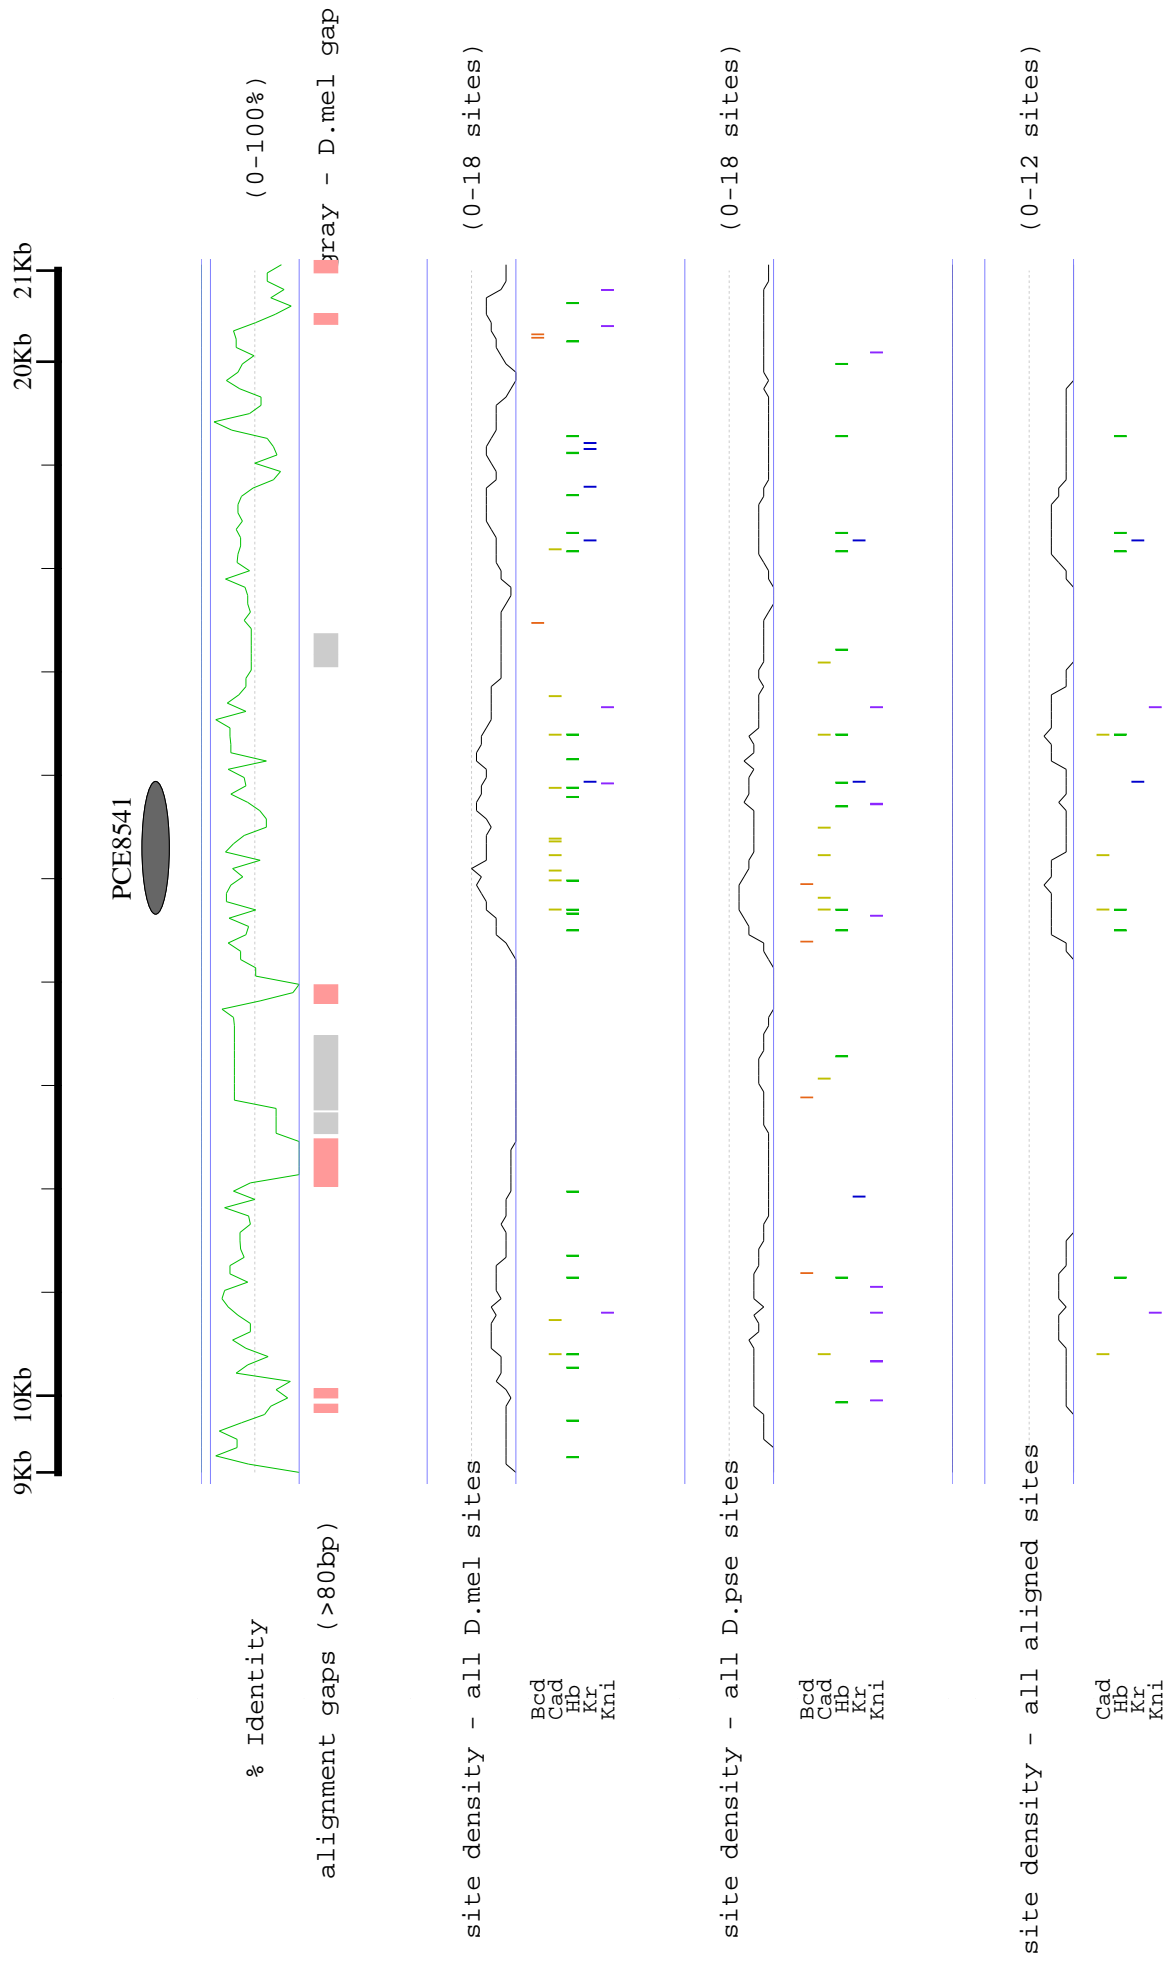 9Kb 10Kb 20Kb 21Kb
PCE8541
% Identity (0-100%)
alignment gaps (>80bp) gray - D.mel gap
site density - all D.mel sites (0-18 sites)
Bcd
Cad
Hb
Kr
Kni
site density - all D.pse sites (0-18 sites)
Bcd
Cad
Hb
Kr
Kni
site density - all aligned sites (0-12 sites)
Cad
Hb
Kr
Kni